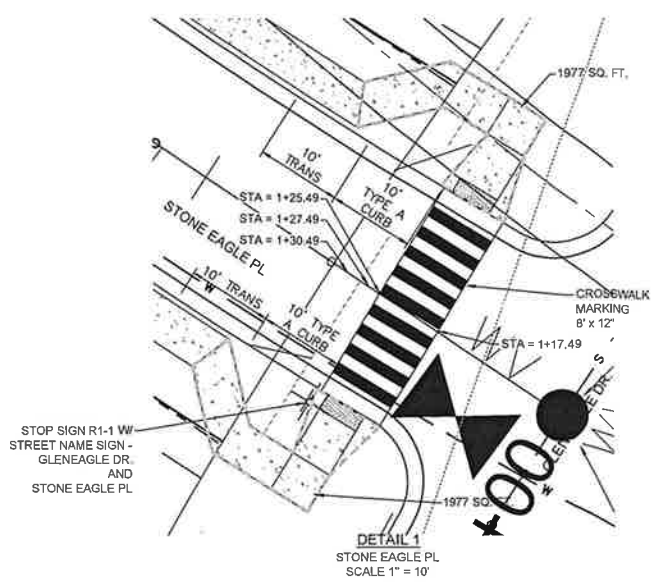 1977 SQ. FT.
9
10' TRANS
10' TYPE A CURB
STA = 1+25.49
STA = 1+27.49
STA = 1+30.49
STONE EAGLE PL
10' TRANS
W
10' TYPE A CURB
CROSSWALK
MARKING
8' x 12"
STA = 1+17.49
S
DR.
W
00
STOP SIGN R1-1 W/
STREET NAME SIGN -
GLENEAGLE DR.
AND
STONE EAGLE PL
1977 SQ.
DETAIL 1
STONE EAGLE PL
SCALE 1" = 10'